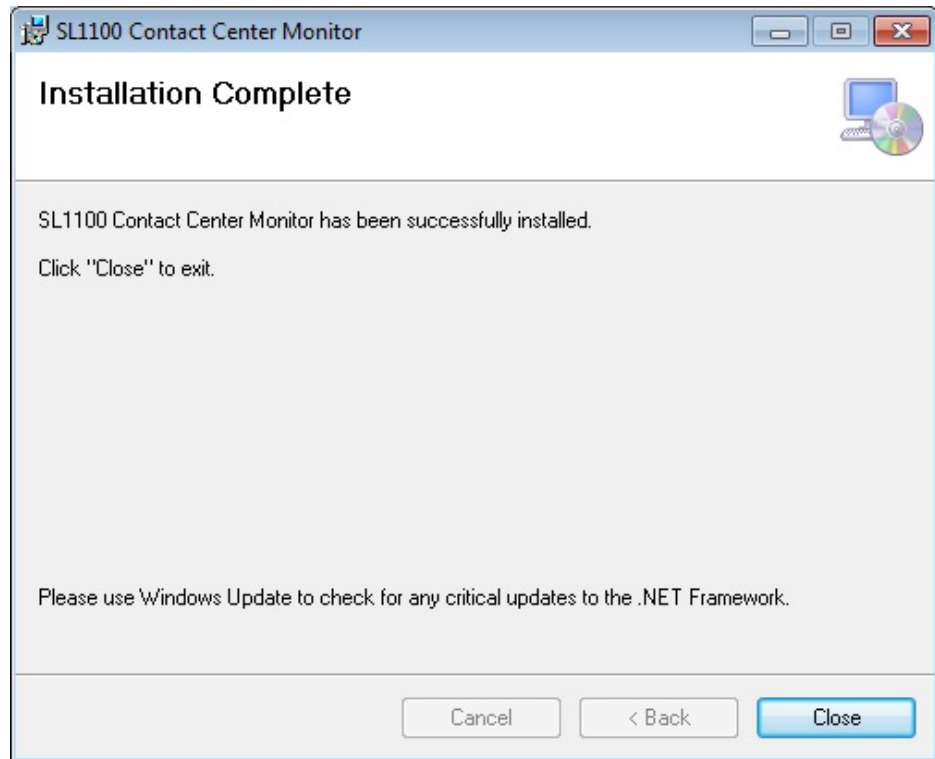 SL1100 Contact Center Monitor
Installation Complete
SL1100 Contact Center Monitor has been successfully installed.
Click "Close" to exit.
Please use Windows Update to check for any critical updates to the .NET Framework.
Cancel
< Back
Close